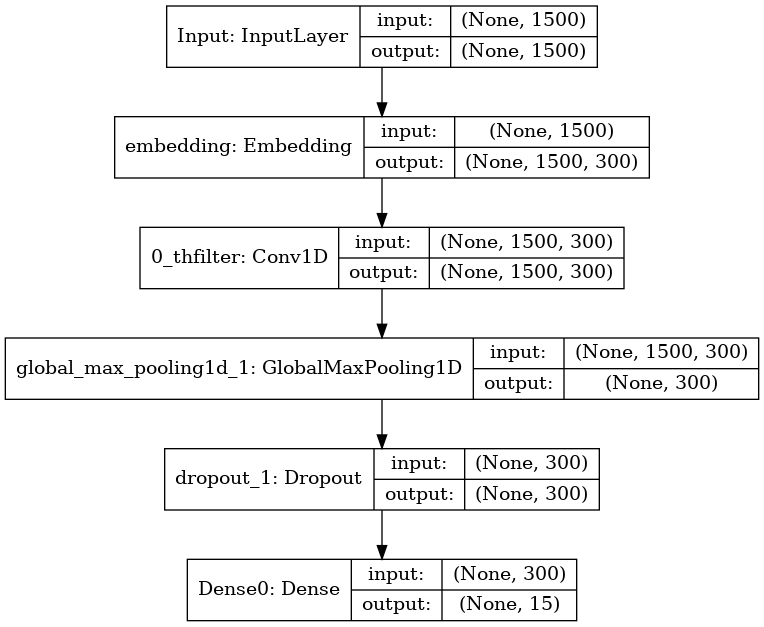 Input: InputLayer
input: (None, 1500)
output: (None, 1500)
embedding: Embedding
input: (None, 1500)
output: (None, 1500, 300)
0_thfilter: Conv1D
input: (None, 1500, 300)
output: (None, 1500, 300)
global_max_pooling1d_1: GlobalMaxPooling1D
input: (None, 1500, 300)
output: (None, 300)
dropout_1: Dropout
input: (None, 300)
output: (None, 300)
Dense0: Dense
input: (None, 300)
output: (None, 15)